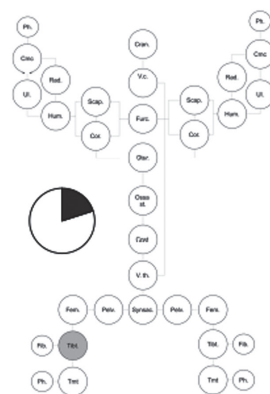 Ph.
Ph.
Cran.
Cmc
Cmc
V.c.
Rad.
Rad.
Ul.
Ul.
Scap.
Scap.
Hum.
Furc.
Hum.
Cor.
Cor.
Ster.
Ossa
st.
Cost
V. th.
Fem.
Pelv.
Synsac.
Pelv.
Fem.
Fib.
Tibt.
Tibt.
Fib.
Ph.
Tmt
Tmt
Ph.